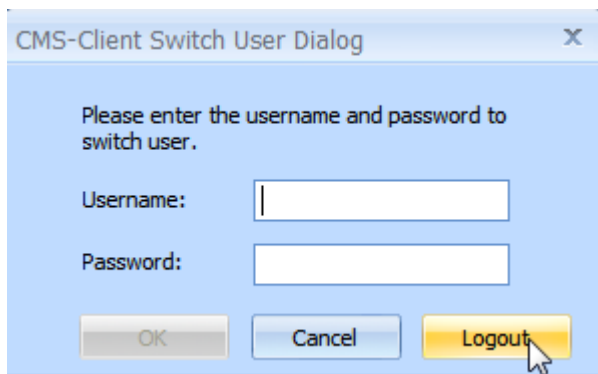 CMS-Client Switch User Dialog
Please enter the username and password to
switch user.
Username:
Password:
OK
Cancel
Logout